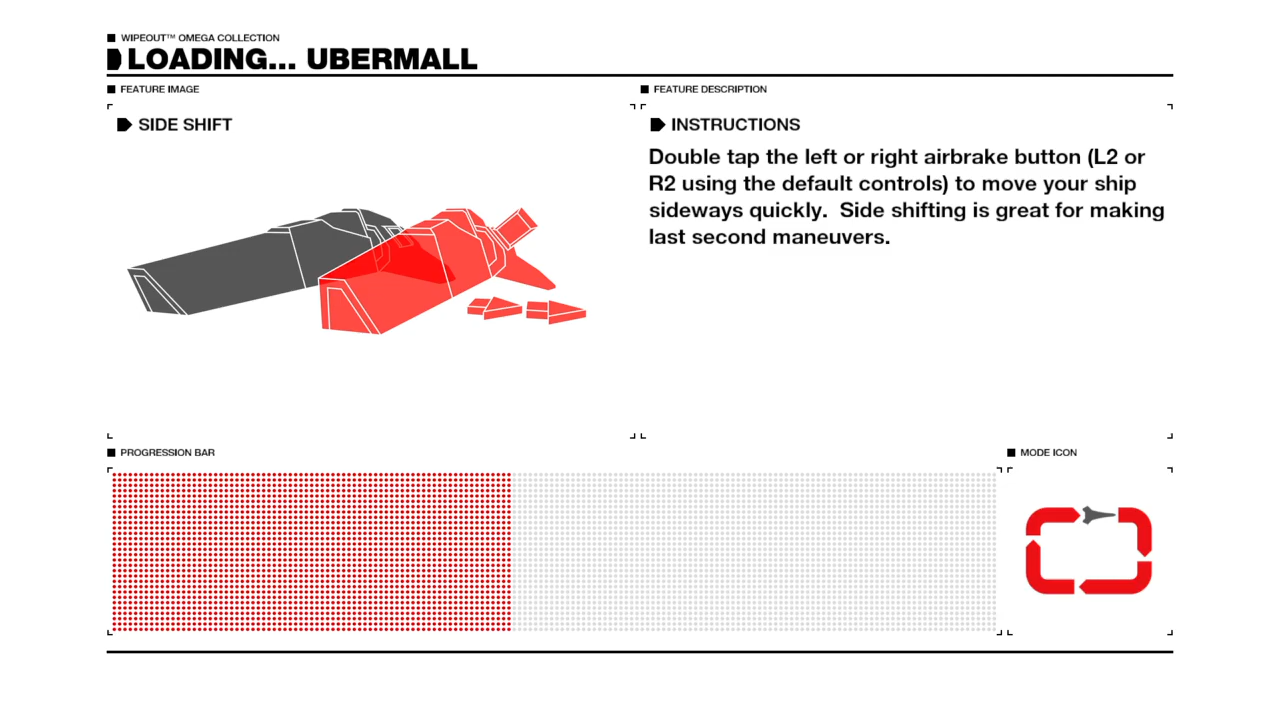 WIPEOUT™ OMEGA COLLECTION
LOADING... UBERMALL
FEATURE IMAGE
SIDE SHIFT
FEATURE DESCRIPTION
INSTRUCTIONS
Double tap the left or right airbrake button (L2 or
R2 using the default controls) to move your ship
sideways quickly.  Side shifting is great for making
last second maneuvers.
PROGRESSION BAR
MODE ICON